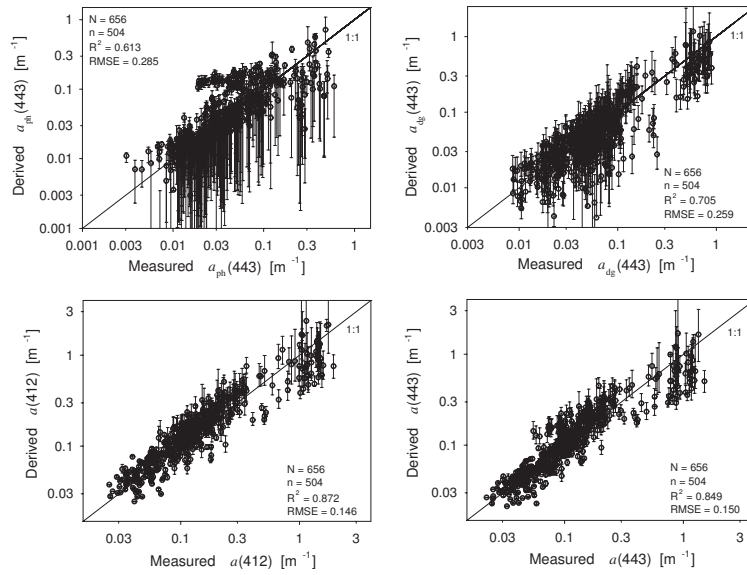 N = 656
n = 504
R² = 0.613
RMSE = 0.285
1:1
Derived a_ph(443) [m⁻¹]
1
0.3
0.1
0.03
0.01
0.003
0.001
0.001 0.003 0.01 0.03 0.1 0.3 1
Measured a_ph(443) [m⁻¹]
1:1
Derived a_dg(443) [m⁻¹]
1
0.3
0.1
0.03
0.01
0.003
N = 656
n = 504
R² = 0.705
RMSE = 0.259
0.003 0.01 0.03 0.1 0.3 1
Measured a_dg(443) [m⁻¹]
1:1
Derived a(412) [m⁻¹]
3
1
0.3
0.1
0.03
N = 656
n = 504
R² = 0.872
RMSE = 0.146
0.03 0.1 0.3 1 3
Measured a(412) [m⁻¹]
1:1
Derived a(443) [m⁻¹]
3
1
0.3
0.1
0.03
N = 656
n = 504
R² = 0.849
RMSE = 0.150
0.03 0.1 0.3 1 3
Measured a(443) [m⁻¹]